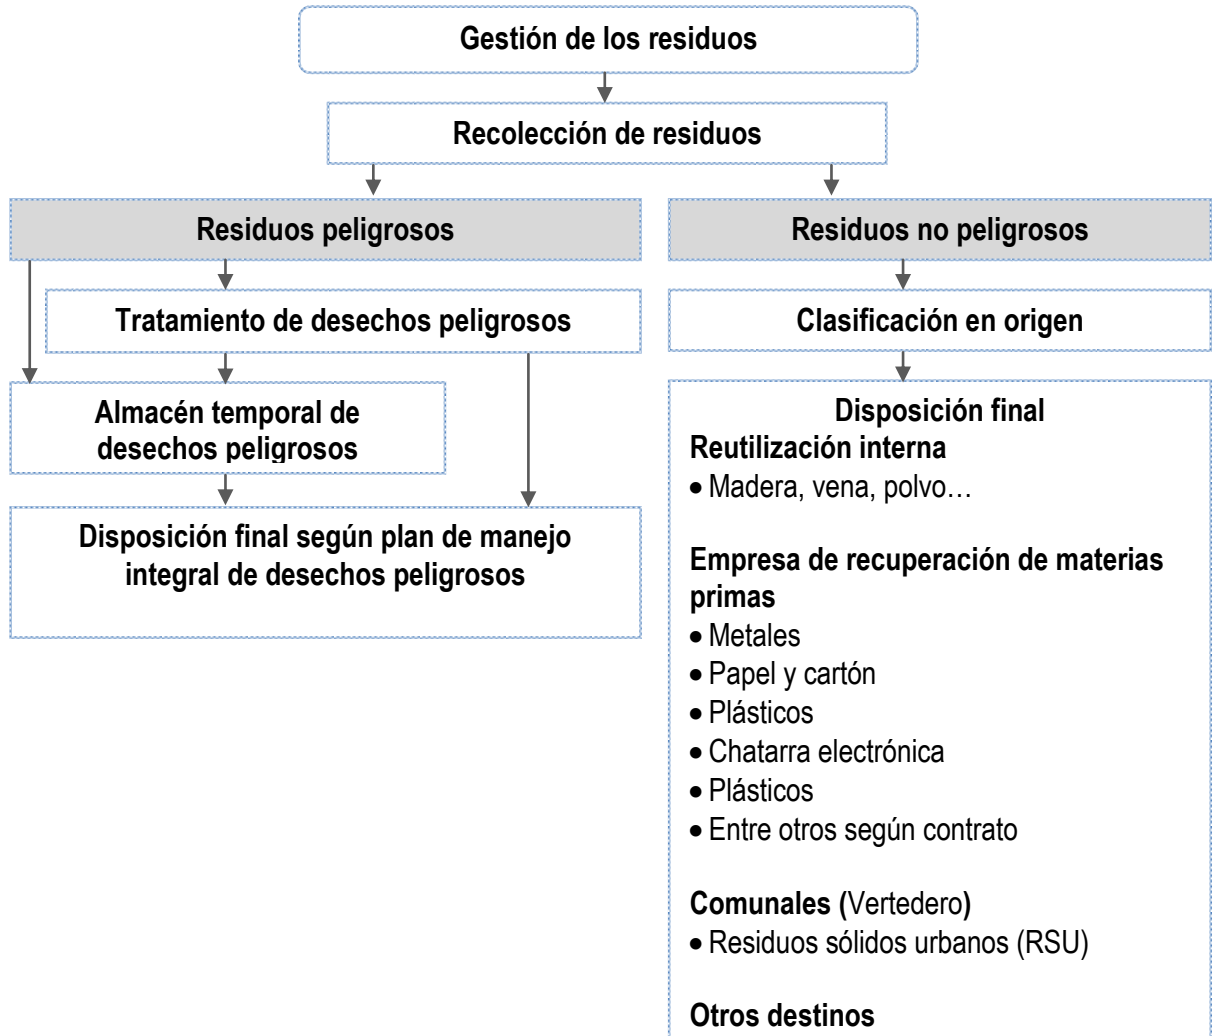 Gestión de los residuos
Recolección de residuos
Residuos peligrosos
Tratamiento de desechos peligrosos
Almacén temporal de
desechos peligrosos
Disposición final según plan de manejo
integral de desechos peligrosos
Residuos no peligrosos
Clasificación en origen
Disposición final
Reutilización interna
• Madera, vena, polvo…
Empresa de recuperación de materias
primas
• Metales
• Papel y cartón
• Plásticos
• Chatarra electrónica
• Plásticos
• Entre otros según contrato
Comunales (Vertedero)
• Residuos sólidos urbanos (RSU)
Otros destinos